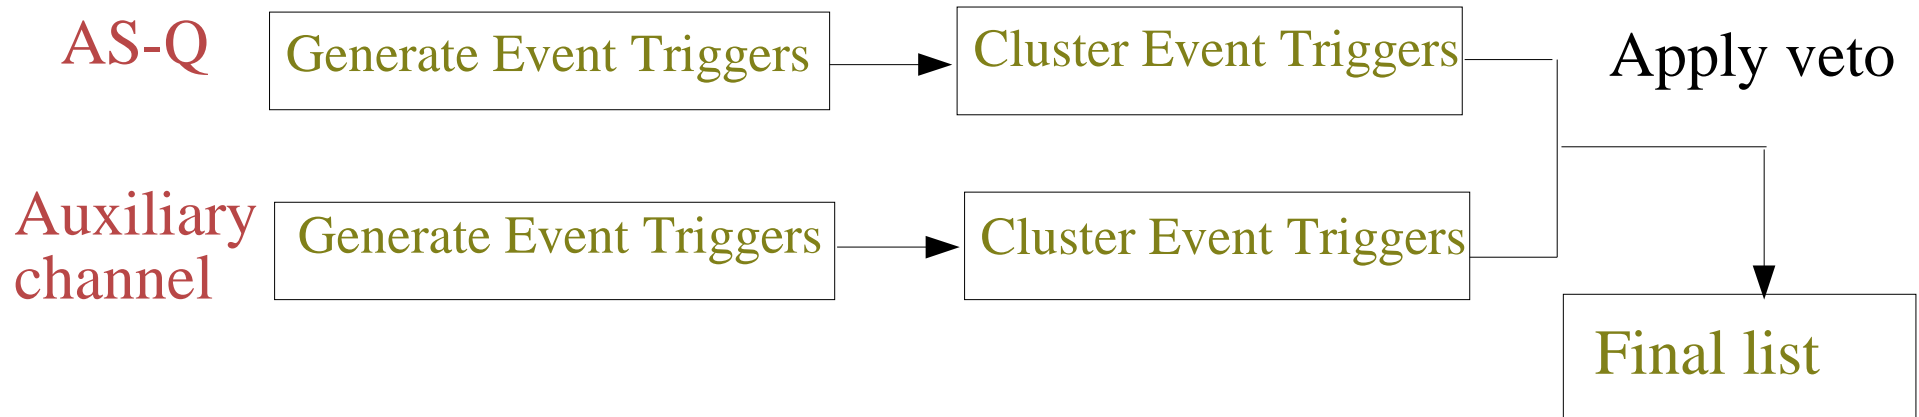 AS-Q
Generate Event Triggers
Cluster Event Triggers
Apply veto
Auxiliary
channel
Generate Event Triggers
Cluster Event Triggers
Final list